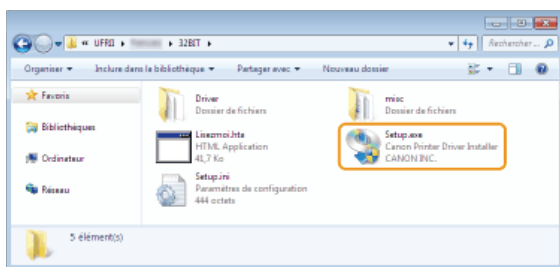 « UFRII ▸ ▸ 32BIT ▸
Rechercher ...
Organiser ▾ Inclure dans la bibliothèque ▾ Partager avec ▾ Nouveau dossier
Favoris
Bibliothèques
Ordinateur
Réseau
Driver
Dossier de fichiers
misc
Dossier de fichiers
Lisezmoi.hta
HTML Application
41,7 Ko
Setup.exe
Canon Printer Driver Installer
CANON INC.
Setup.ini
Paramètres de configuration
444 octets
5 élément(s)